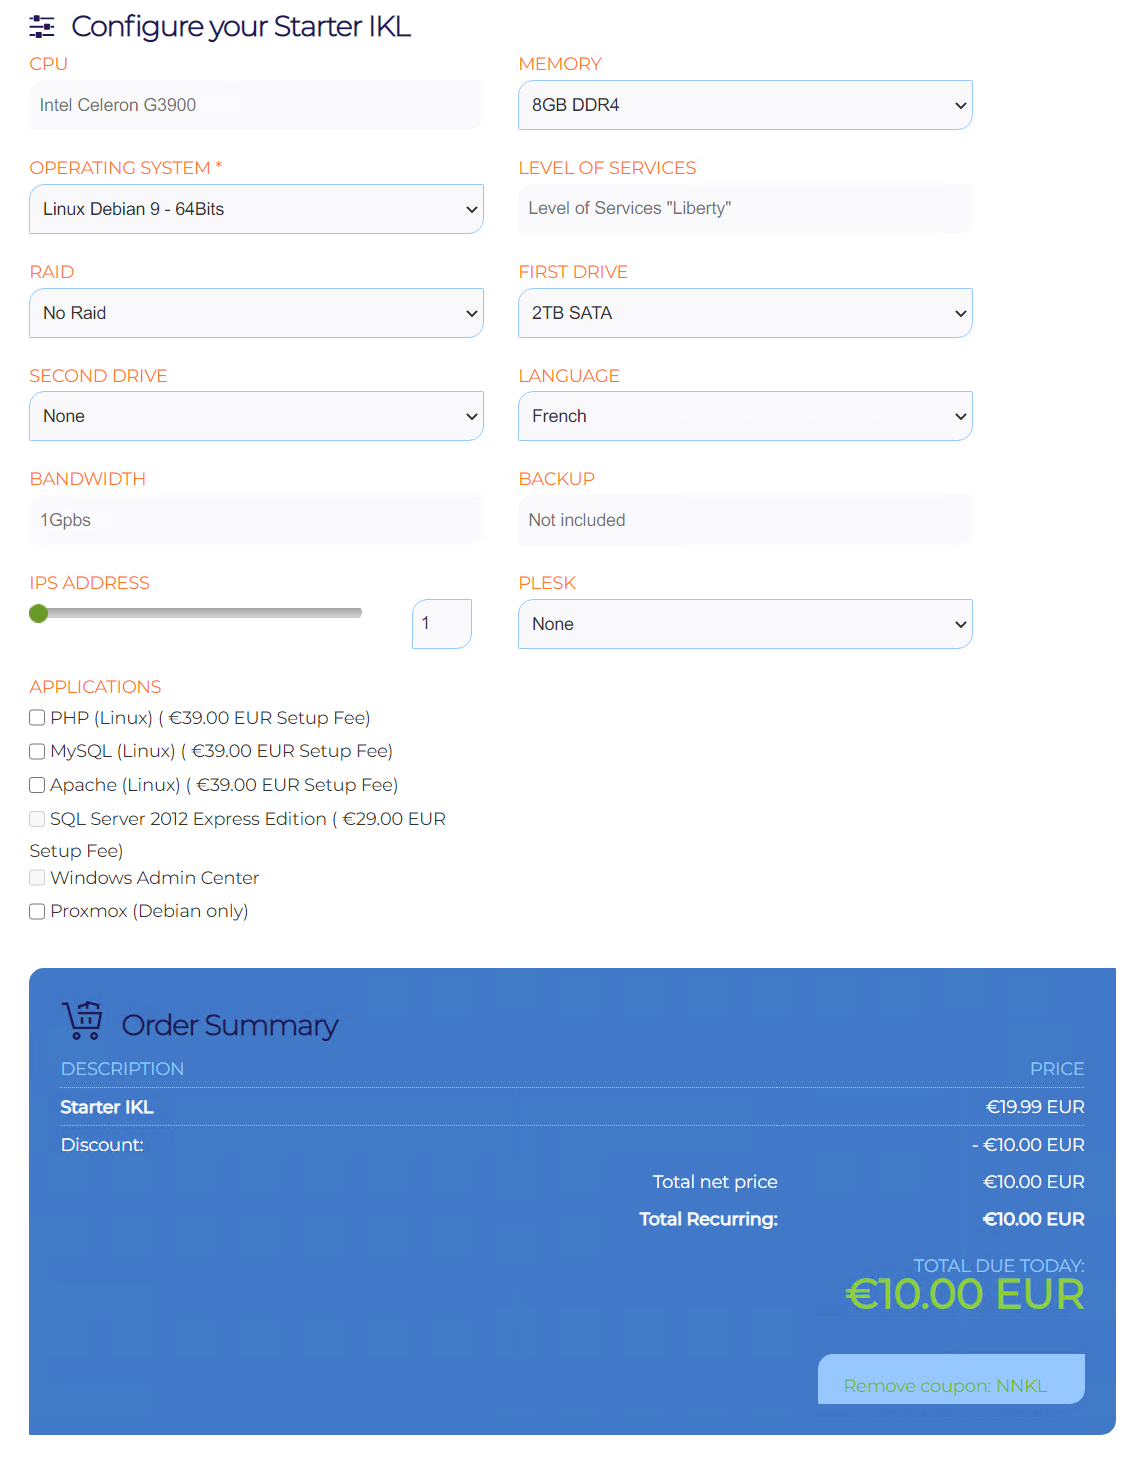 Configure your Starter IKL
CPU
Intel Celeron G3900
MEMORY
8GB DDR4
OPERATING SYSTEM *
Linux Debian 9 - 64Bits
LEVEL OF SERVICES
Level of Services "Liberty"
RAID
No Raid
FIRST DRIVE
2TB SATA
SECOND DRIVE
None
LANGUAGE
French
BANDWIDTH
1Gpbs
BACKUP
Not included
IPS ADDRESS
1
PLESK
None
APPLICATIONS
PHP (Linux) ( €39.00 EUR Setup Fee)
MySQL (Linux) ( €39.00 EUR Setup Fee)
Apache (Linux) ( €39.00 EUR Setup Fee)
SQL Server 2012 Express Edition ( €29.00 EUR
Setup Fee)
Windows Admin Center
Proxmox (Debian only)
Order Summary
DESCRIPTION PRICE
Starter IKL €19.99 EUR
Discount: - €10.00 EUR
Total net price €10.00 EUR
Total Recurring: €10.00 EUR
TOTAL DUE TODAY:
€10.00 EUR
Remove coupon: NNKL